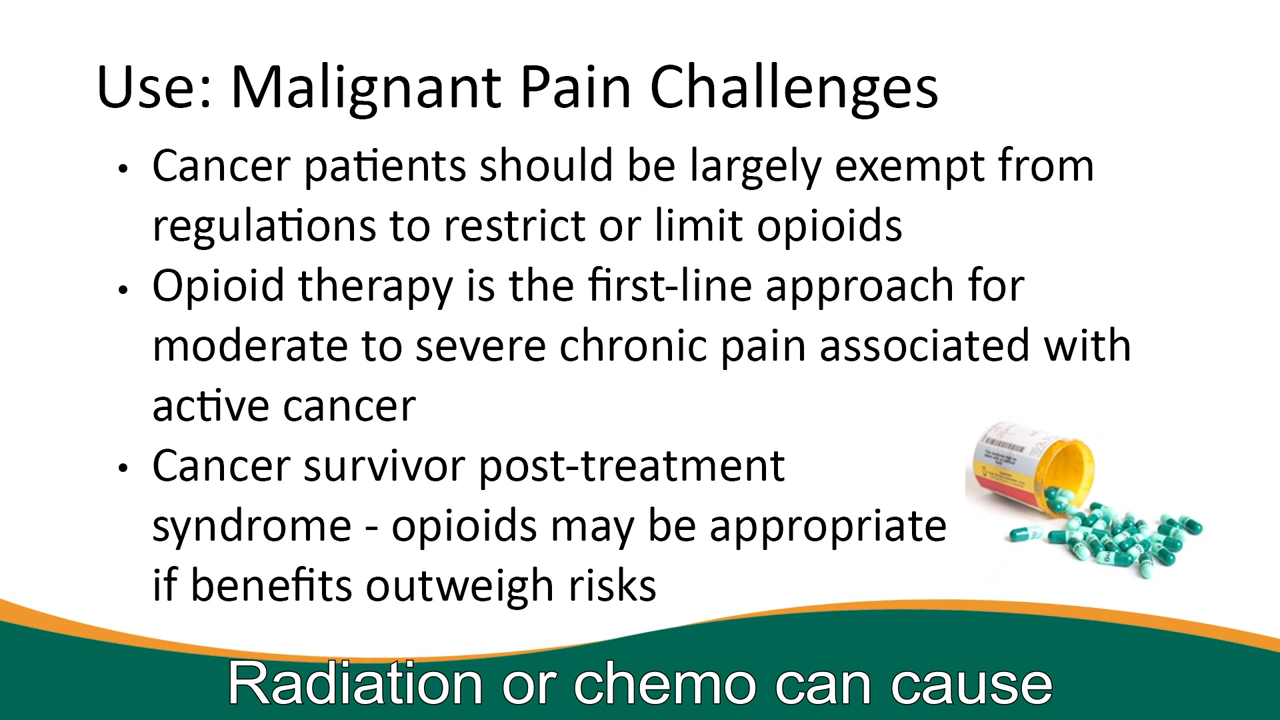 Use: Malignant Pain Challenges
• Cancer patients should be largely exempt from
regulations to restrict or limit opioids
• Opioid therapy is the first-line approach for
moderate to severe chronic pain associated with
active cancer
• Cancer survivor post-treatment
syndrome - opioids may be appropriate
if benefits outweigh risks
Radiation or chemo can cause